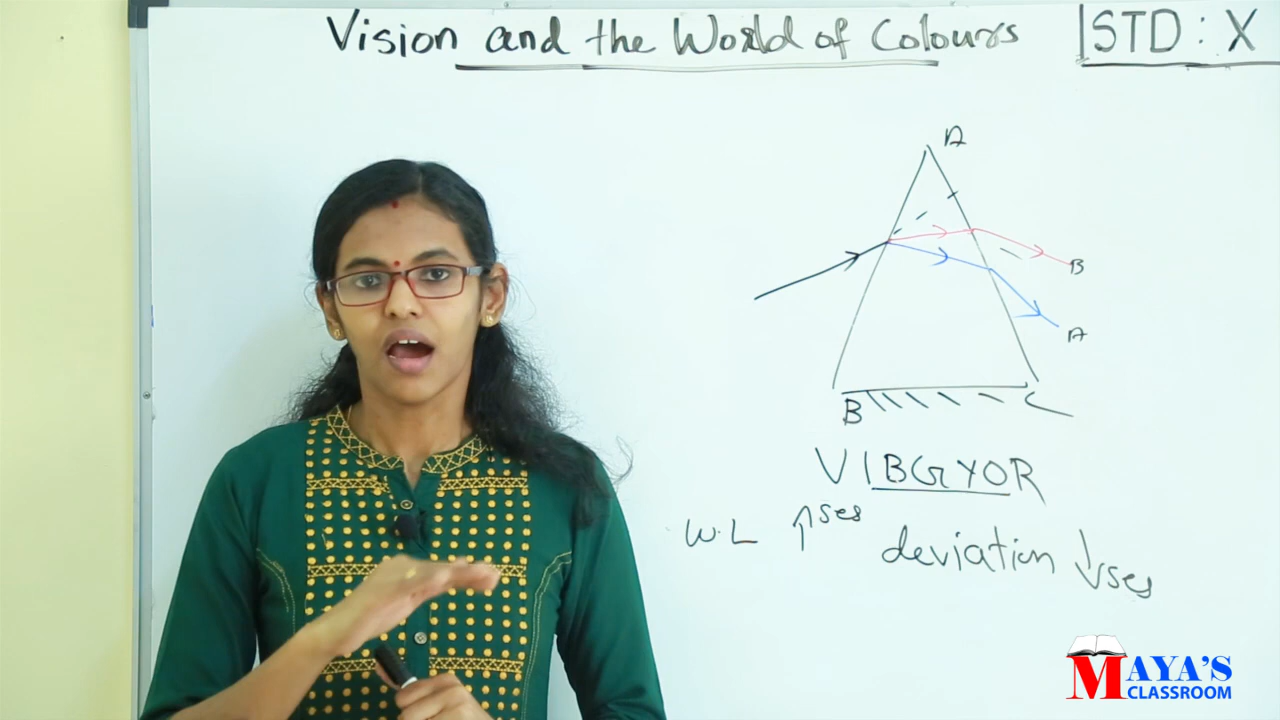 Vision and the World of Colours
STD : X
A
B
A
B
C
VIBGYOR
W.L ↑ses
deviation ↓ses
MAYA'S
CLASSROOM